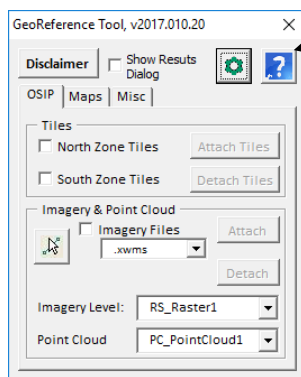 GeoReference Tool, v2017.010.20
Disclaimer
Show Resuts
Dialog
OSIP
Maps
Misc
Tiles
North Zone Tiles
Attach Tiles
South Zone Tiles
Detach Tiles
Imagery & Point Cloud
Imagery Files
Attach
.xwms
Detach
Imagery Level:
RS_Raster1
Point Cloud
PC_PointCloud1